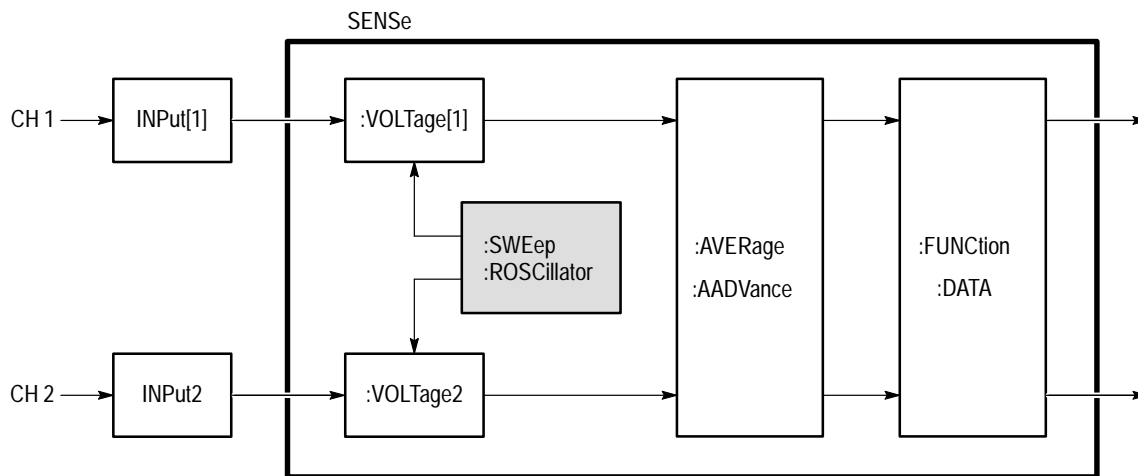 SENSe
CH 1
INPut[1]
:VOLTage[1]
:SWEep
:ROSCillator
:AVERage
:AADVance
:FUNCtion
:DATA
CH 2
INPut2
:VOLTage2